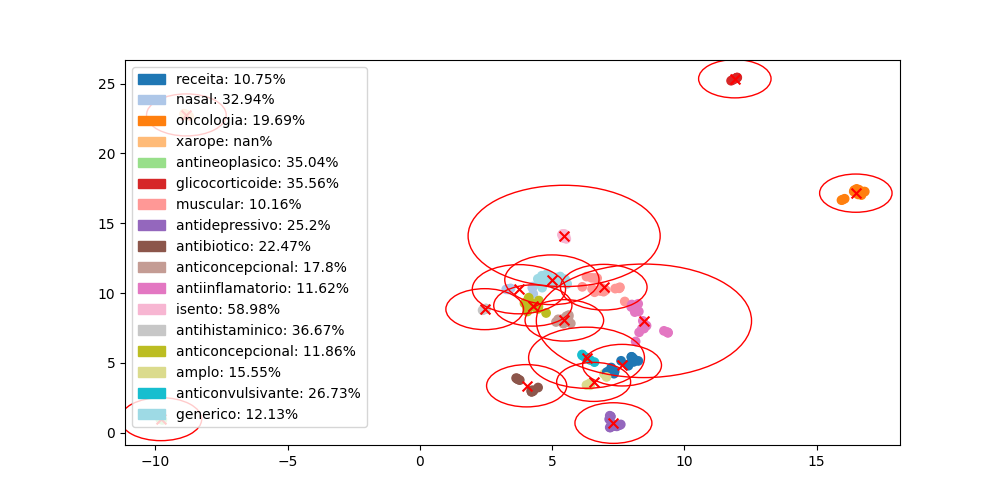 25
20
15
10
5
0
receita: 10.75%
nasal: 32.94%
oncologia: 19.69%
xarope: nan%
antineoplasico: 35.04%
glicocorticoide: 35.56%
muscular: 10.16%
antidepressivo: 25.2%
antibiotico: 22.47%
anticoncepcional: 17.8%
antiinflamatorio: 11.62%
isento: 58.98%
antihistaminico: 36.67%
anticoncepcional: 11.86%
amplo: 15.55%
anticonvulsivante: 26.73%
generico: 12.13%
−10 −5 0 5 10 15